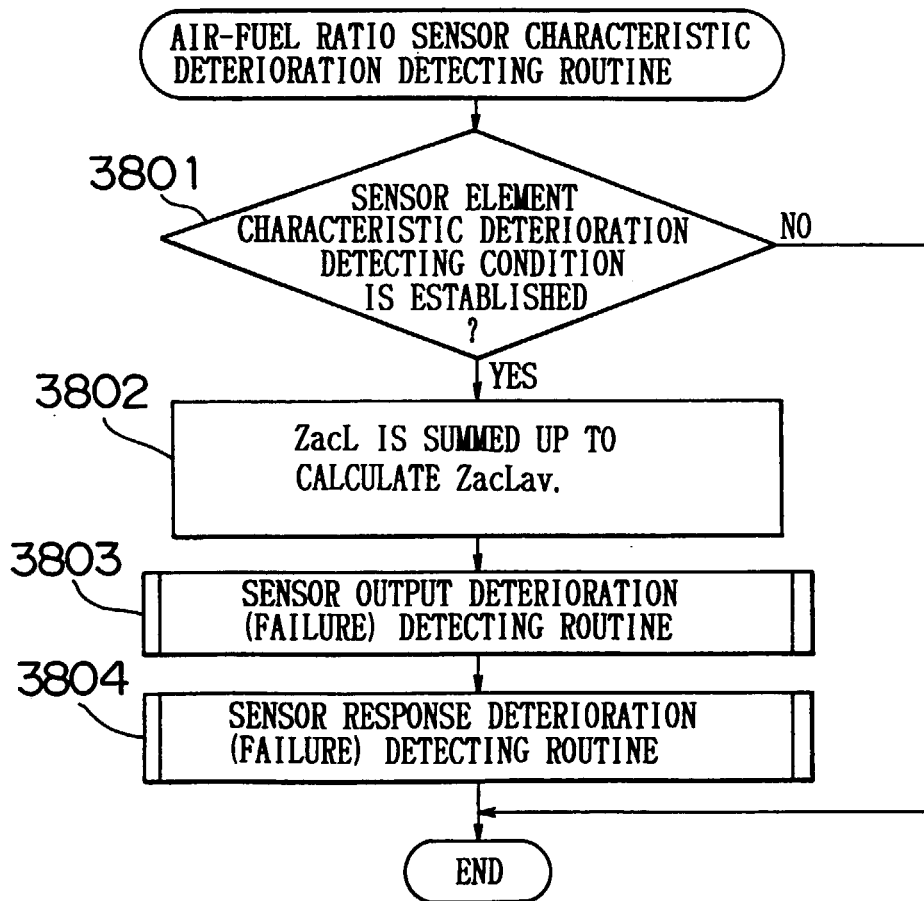 AIR-FUEL RATIO SENSOR CHARACTERISTIC
DETERIORATION DETECTING ROUTINE
3801
SENSOR ELEMENT
CHARACTERISTIC DETERIORATION
DETECTING CONDITION
IS ESTABLISHED
?
NO
YES
3802
ZacL IS SUMMED UP TO
CALCULATE ZacLav.
3803
SENSOR OUTPUT DETERIORATION
(FAILURE) DETECTING ROUTINE
3804
SENSOR RESPONSE DETERIORATION
(FAILURE) DETECTING ROUTINE
END